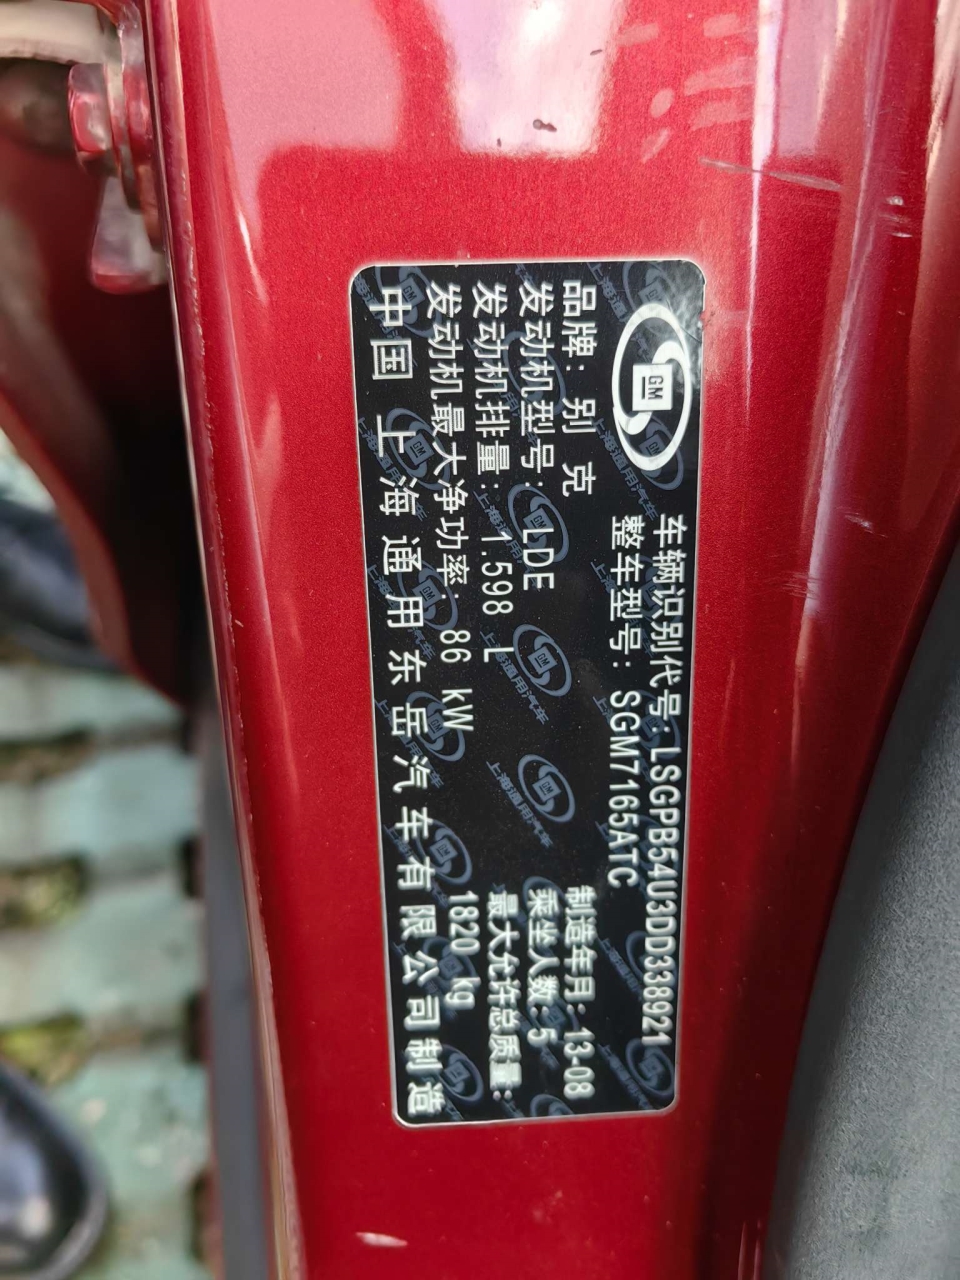 GM
车辆识别代号:LSGPB54U3DD338921
整车型号: SGM7165ATC
品牌: 别 克
制造年月: 13-08
发动机型号: LDE
乘坐人数:5
发动机排量: 1.598 L
最大允许总质量:
发动机最大净功率: 86 kW
1820 kg
中国 上海通用东岳汽车有限公司制造